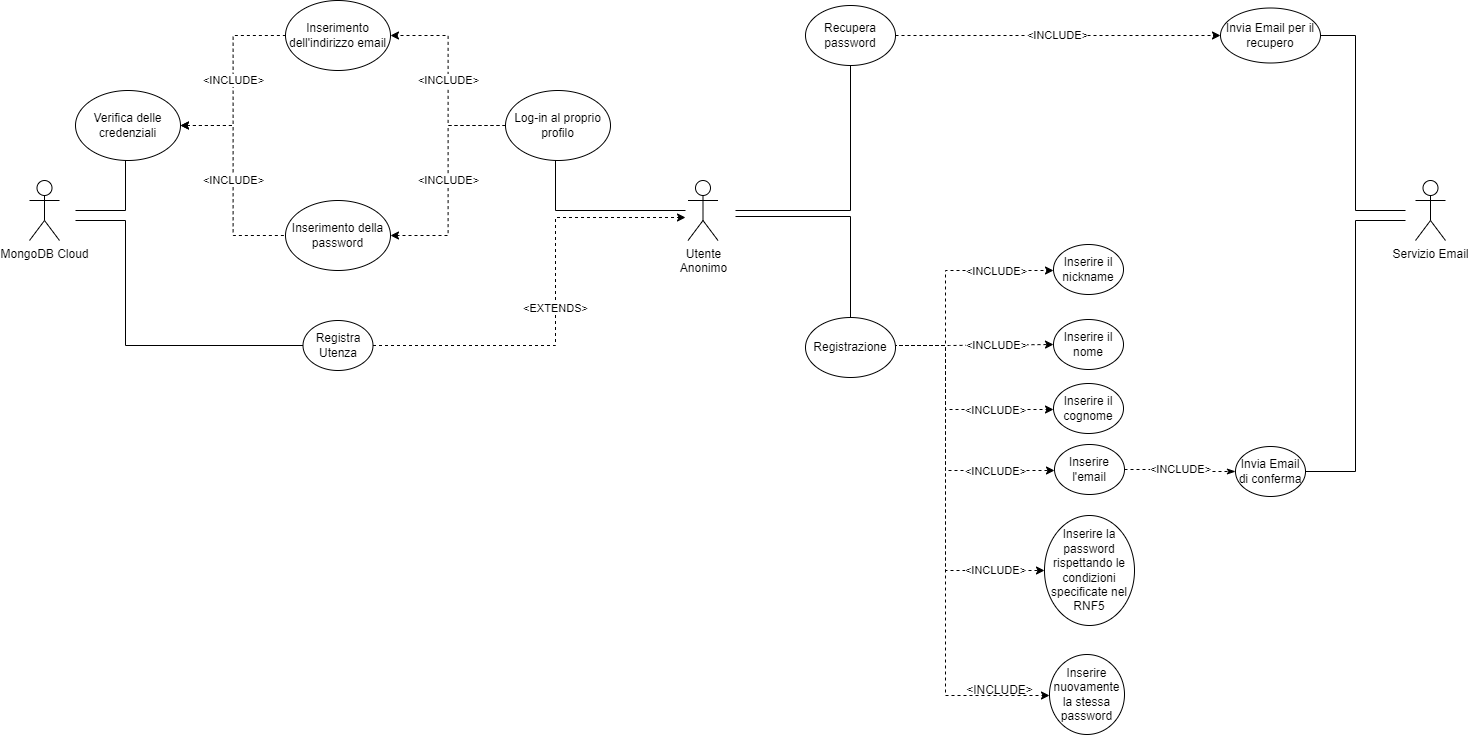 Inserimento
dell'indirizzo email
Recupera
password
<INCLUDE>
Invia Email per il
recupero
<INCLUDE>
<INCLUDE>
Verifica delle
credenziali
Log-in al proprio
profilo
<INCLUDE>
<INCLUDE>
Inserimento della
password
MongoDB Cloud
Utente
Anonimo
Servizio Email
<EXTENDS>
Registra
Utenza
Registrazione
<INCLUDE>
Inserire il
nickname
<INCLUDE>
Inserire il
nome
<INCLUDE>
Inserire il
cognome
<INCLUDE>
Inserire
l'email
<INCLUDE>
Invia Email
di conferma
<INCLUDE>
Inserire la
password
rispettando le
condizioni
specificate nel
RNF5
<INCLUDE>
Inserire
nuovamente
la stessa
password